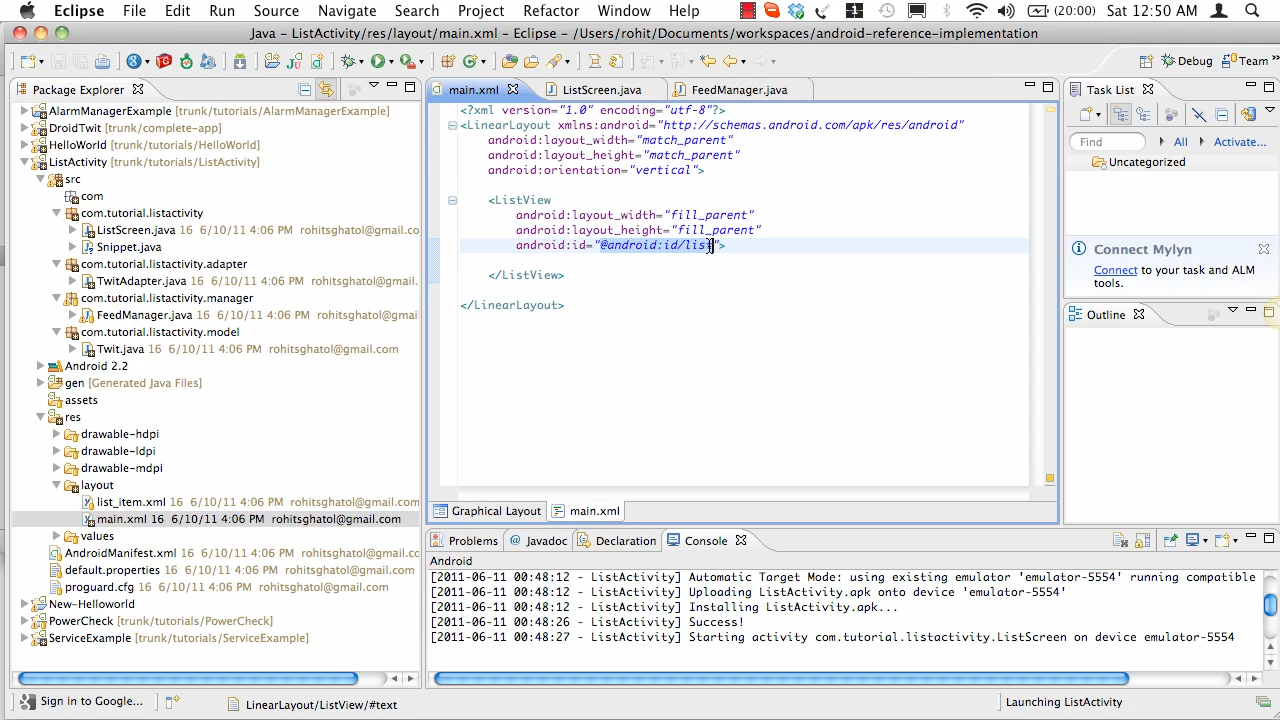 Eclipse File Edit Run Source Navigate Search Project Refactor Window Help (20:00) Sat 12:50 AM
Java - ListActivity/res/layout/main.xml - Eclipse - /Users/rohit/Documents/workspaces/android-reference-implementation
Debug Team »
Package Explorer
AlarmManagerExample [trunk/tutorials/AlarmManagerExample]
DroidTwit [trunk/complete-app]
HelloWorld [trunk/tutorials/HelloWorld]
ListActivity [trunk/tutorials/ListActivity]
src
com
com.tutorial.listactivity
ListScreen.java 16 6/10/11 4:06 PM rohitsghatol@gmail.com
Snippet.java
com.tutorial.listactivity.adapter
TwitAdapter.java 16 6/10/11 4:06 PM rohitsghatol@gmail.com
com.tutorial.listactivity.manager
FeedManager.java 16 6/10/11 4:06 PM rohitsghatol@gmail.com
com.tutorial.listactivity.model
Twit.java 16 6/10/11 4:06 PM rohitsghatol@gmail.com
Android 2.2
gen [Generated Java Files]
assets
res
drawable-hdpi
drawable-ldpi
drawable-mdpi
layout
list_item.xml 16 6/10/11 4:06 PM rohitsghatol@gmail.com
main.xml 16 6/10/11 4:06 PM rohitsghatol@gmail.com
values
AndroidManifest.xml 16 6/10/11 4:06 PM rohitsghatol@gmail.com
default.properties 16 6/10/11 4:06 PM rohitsghatol@gmail.com
proguard.cfg 16 6/10/11 4:06 PM rohitsghatol@gmail.com
New-Helloworld
PowerCheck [trunk/tutorials/PowerCheck]
ServiceExample [trunk/tutorials/ServiceExample]
main.xml ListScreen.java FeedManager.java
<?xml version="1.0" encoding="utf-8"?>
<LinearLayout xmlns:android="http://schemas.android.com/apk/res/android"
android:layout_width="match_parent"
android:layout_height="match_parent"
android:orientation="vertical">
<ListView
android:layout_width="fill_parent"
android:layout_height="fill_parent"
android:id="@android:id/list">
</ListView>
</LinearLayout>
Graphical Layout main.xml
Task List
Find All Activate...
Uncategorized
Connect Mylyn
Connect to your task and ALM
tools.
Outline
Problems Javadoc Declaration Console
Android
[2011-06-11 00:48:12 - ListActivity] Automatic Target Mode: using existing emulator 'emulator-5554' running compatible
[2011-06-11 00:48:12 - ListActivity] Uploading ListActivity.apk onto device 'emulator-5554'
[2011-06-11 00:48:12 - ListActivity] Installing ListActivity.apk...
[2011-06-11 00:48:26 - ListActivity] Success!
[2011-06-11 00:48:27 - ListActivity] Starting activity com.tutorial.listactivity.ListScreen on device emulator-5554
Sign in to Google... LinearLayout/ListView/#text Launching ListActivity